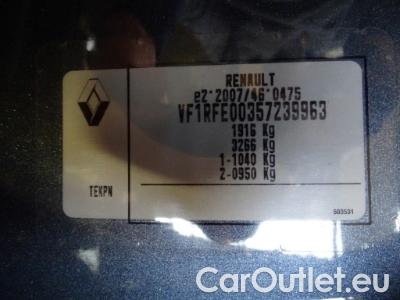 RENAULT
e2*2007/46*0475
VF1RFE00357239963
1916 Kg
3266 Kg
1-1040 Kg
2-0950 Kg
TEKPN
503531
CarOutlet.eu